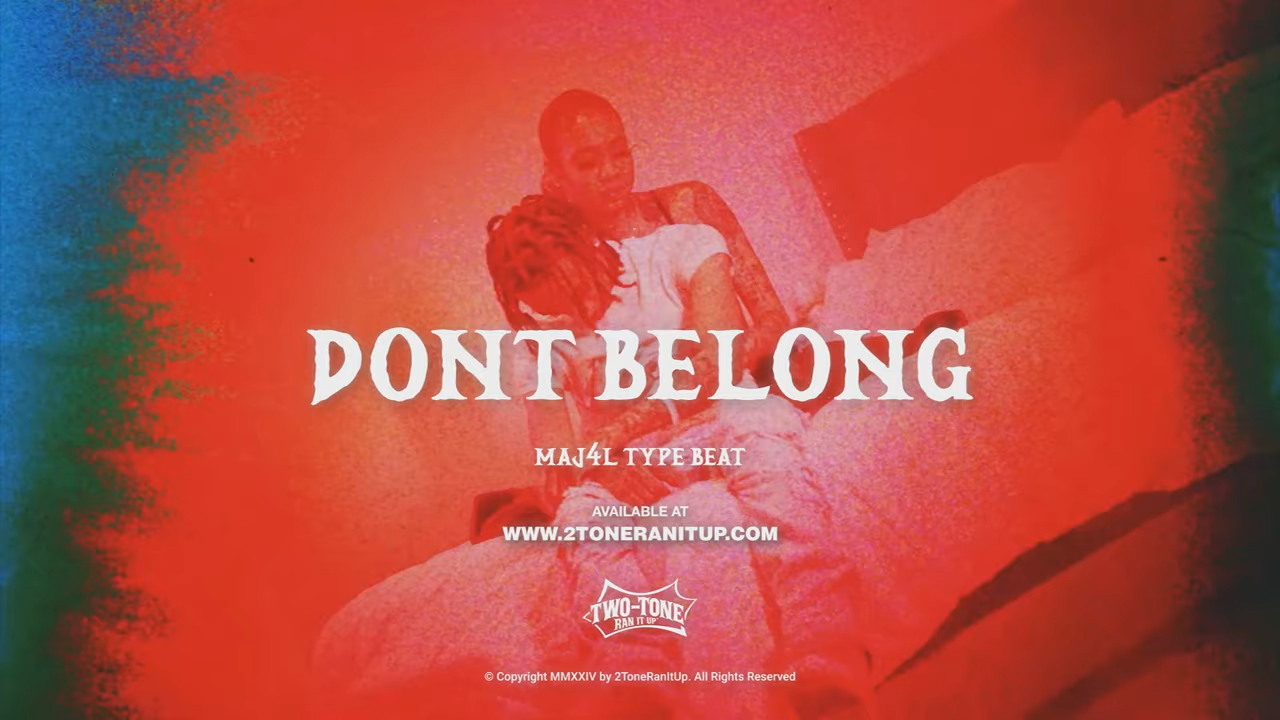 DONT BELONG
MAJ4L TYPE BEAT
AVAILABLE AT
WWW.2TONERANITUP.COM
TWO-TONE
RAN IT UP
© Copyright MMXXIV by 2ToneRanItUp. All Rights Reserved